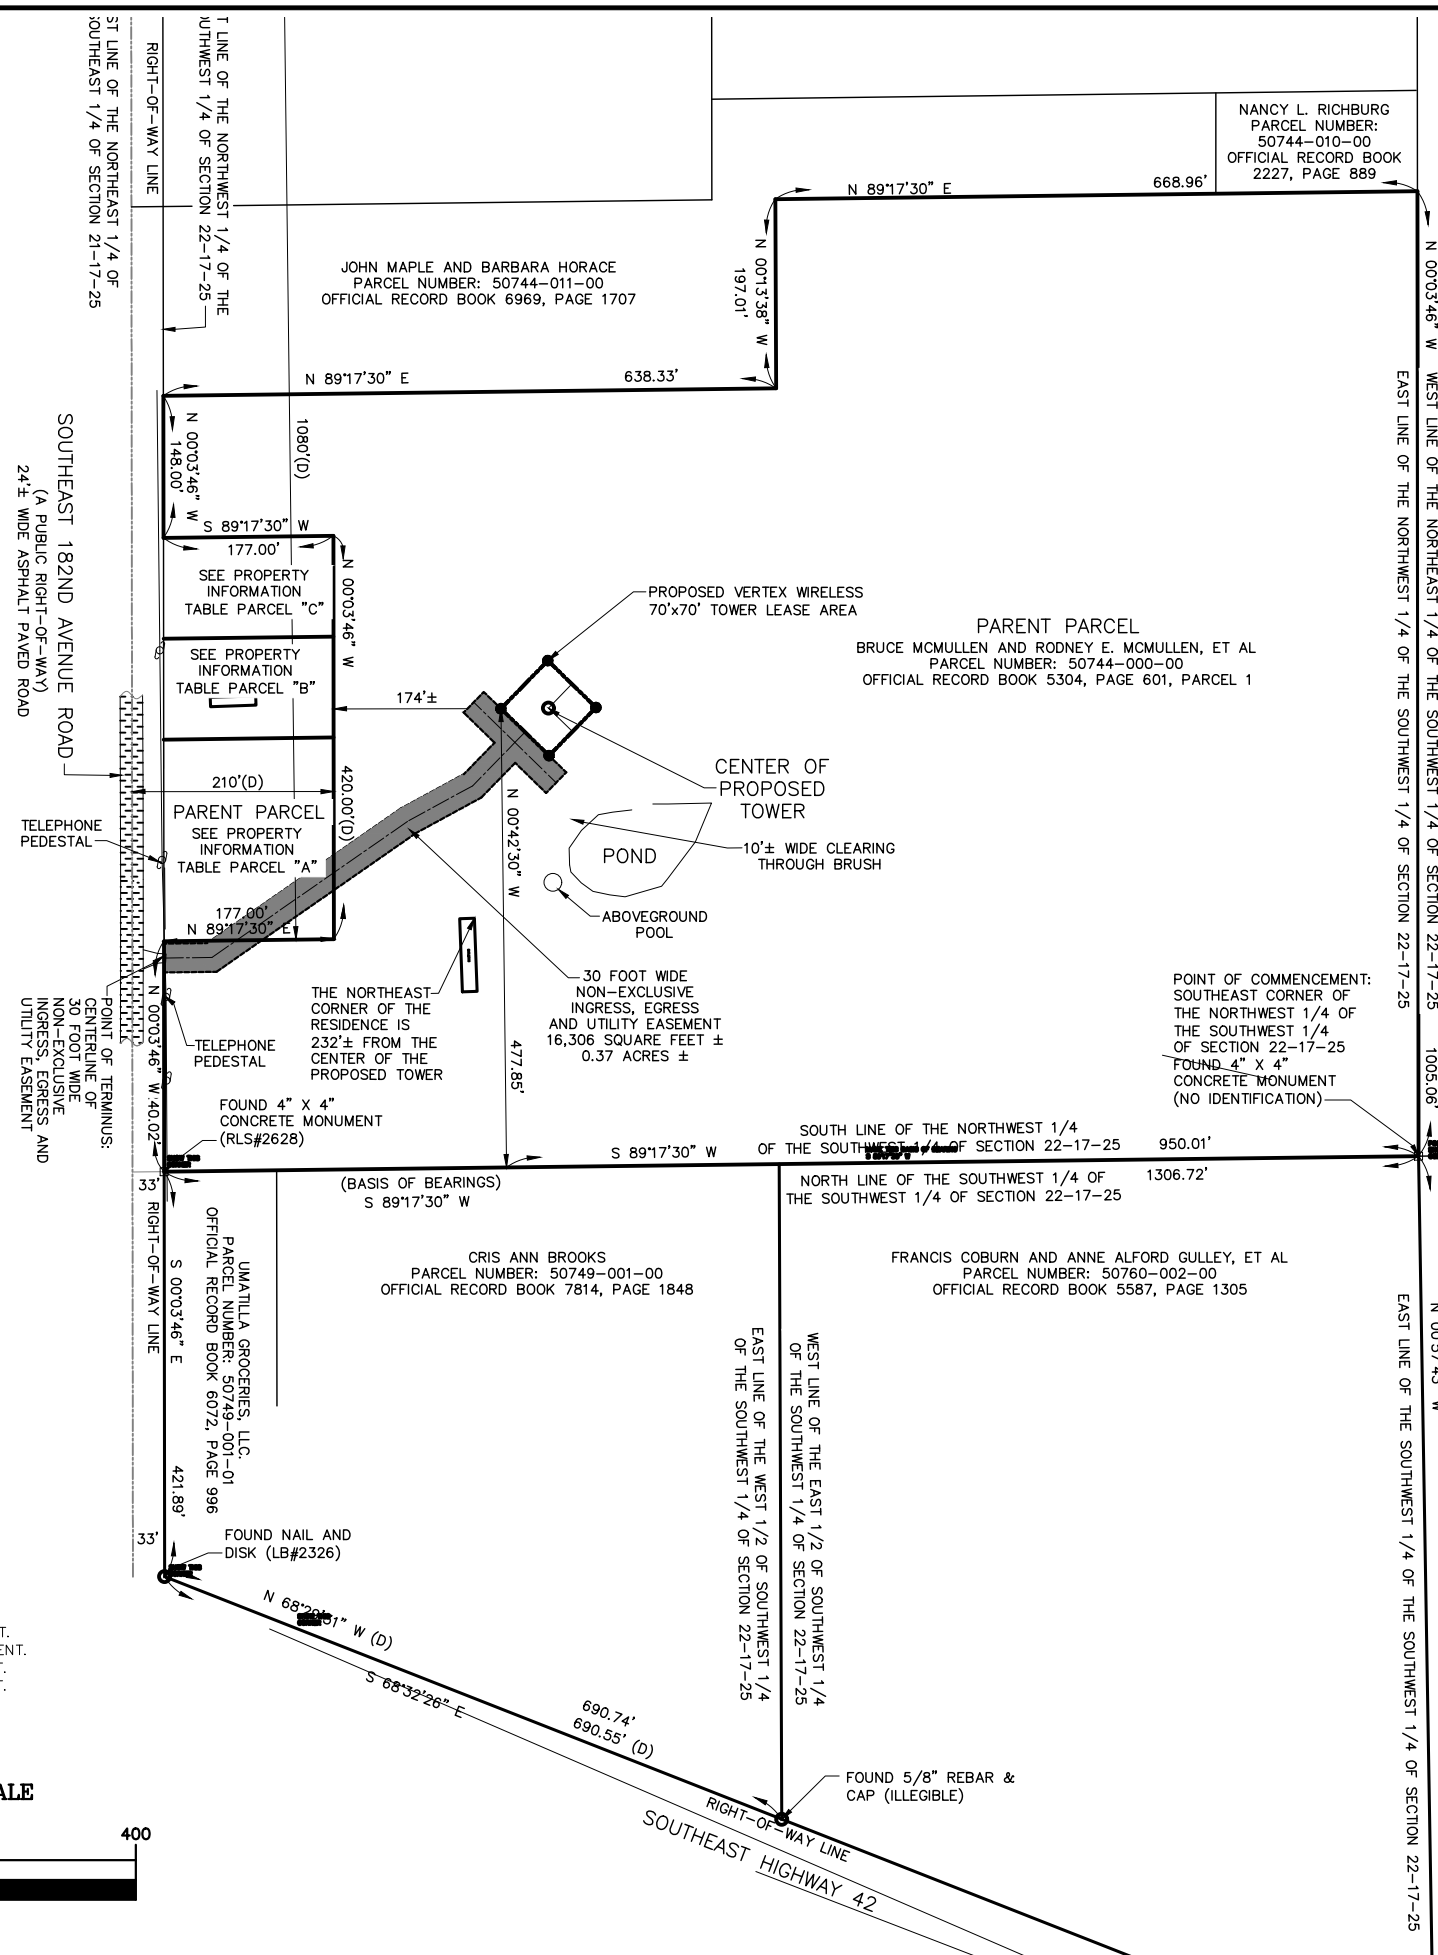 T LINE OF THE NORTHWEST 1/4 OF THE
UTHWEST 1/4 OF SECTION 22-17-25
RIGHT-OF-WAY LINE
ST LINE OF THE NORTHEAST 1/4 OF
OUTHEAST 1/4 OF SECTION 21-17-25
NANCY L. RICHBURG
PARCEL NUMBER:
50744-010-00
OFFICIAL RECORD BOOK
2227, PAGE 889
N 89°17'30" E
668.96'
N 00°13'38" W
197.01'
N 00°03'46" W
1005.06'
JOHN MAPLE AND BARBARA HORACE
PARCEL NUMBER: 50744-011-00
OFFICIAL RECORD BOOK 6969, PAGE 1707
N 89°17'30" E
638.33'
WEST LINE OF THE NORTHEAST 1/4 OF THE SOUTHWEST 1/4 OF SECTION 22-17-25
EAST LINE OF THE NORTHWEST 1/4 OF THE SOUTHWEST 1/4 OF SECTION 22-17-25
N 00°03'46" W
148.00'
1080'(D)
SOUTHEAST 182ND AVENUE ROAD
(A PUBLIC RIGHT-OF-WAY)
24'± WIDE ASPHALT PAVED ROAD
S 89°17'30" W
177.00'
SEE PROPERTY
INFORMATION
TABLE PARCEL "C"
N 00°03'46" W
420.00'(D)
SEE PROPERTY
INFORMATION
TABLE PARCEL "B"
PROPOSED VERTEX WIRELESS
70'x70' TOWER LEASE AREA
PARENT PARCEL
BRUCE MCMULLEN AND RODNEY E. MCMULLEN, ET AL
PARCEL NUMBER: 50744-000-00
OFFICIAL RECORD BOOK 5304, PAGE 601, PARCEL 1
174'±
210'(D)
CENTER OF
PROPOSED
TOWER
PARENT PARCEL
SEE PROPERTY
INFORMATION
TABLE PARCEL "A"
TELEPHONE
PEDESTAL
POND
10'± WIDE CLEARING
THROUGH BRUSH
N 00°42'30" W
477.85'
ABOVEGROUND
POOL
177.00'
N 89°17'30" E
THE NORTHEAST
CORNER OF THE
RESIDENCE IS
232'± FROM THE
CENTER OF THE
PROPOSED TOWER
30 FOOT WIDE
NON-EXCLUSIVE
INGRESS, EGRESS
AND UTILITY EASEMENT
16,306 SQUARE FEET ±
0.37 ACRES ±
POINT OF COMMENCEMENT:
SOUTHEAST CORNER OF
THE NORTHWEST 1/4 OF
THE SOUTHWEST 1/4
OF SECTION 22-17-25
FOUND 4" X 4"
CONCRETE MONUMENT
(NO IDENTIFICATION)
POINT OF TERMINUS:
CENTERLINE OF
30 FOOT WIDE
NON-EXCLUSIVE
INGRESS, EGRESS AND
UTILITY EASEMENT
N 00°03'46" W
40.02'
TELEPHONE
PEDESTAL
FOUND 4" X 4"
CONCRETE MONUMENT
(RLS#2628)
S 89°17'30" W
SOUTH LINE OF THE NORTHWEST 1/4
OF THE SOUTHWEST 1/4 OF SECTION 22-17-25
950.01'
(BASIS OF BEARINGS)
S 89°17'30" W
NORTH LINE OF THE SOUTHWEST 1/4 OF
THE SOUTHWEST 1/4 OF SECTION 22-17-25
1306.72'
33'
RIGHT-OF-WAY LINE
S 00°03'46" E
421.89'
UMATILLA GROCERIES, LLC.
PARCEL NUMBER: 50749-001-01
OFFICIAL RECORD BOOK 6072, PAGE 996
CRIS ANN BROOKS
PARCEL NUMBER: 50749-001-00
OFFICIAL RECORD BOOK 7814, PAGE 1848
FRANCIS COBURN AND ANNE ALFORD GULLEY, ET AL
PARCEL NUMBER: 50760-002-00
OFFICIAL RECORD BOOK 5587, PAGE 1305
WEST LINE OF THE EAST 1/2 OF SOUTHWEST 1/4
OF THE SOUTHWEST 1/4 OF SECTION 22-17-25
EAST LINE OF THE WEST 1/2 OF SOUTHWEST 1/4
OF THE SOUTHWEST 1/4 OF SECTION 22-17-25
EAST LINE OF THE SOUTHWEST 1/4 OF THE SOUTHWEST 1/4 OF SECTION 22-17-25
33'
FOUND NAIL AND
DISK (LB#2326)
W (D)
S 68°32'26" E
690.74'
690.55' (D)
FOUND 5/8" REBAR &
CAP (ILLEGIBLE)
RIGHT-OF-WAY LINE
SOUTHEAST HIGHWAY 42
T.
ENT.
T.
T.
ALE
400